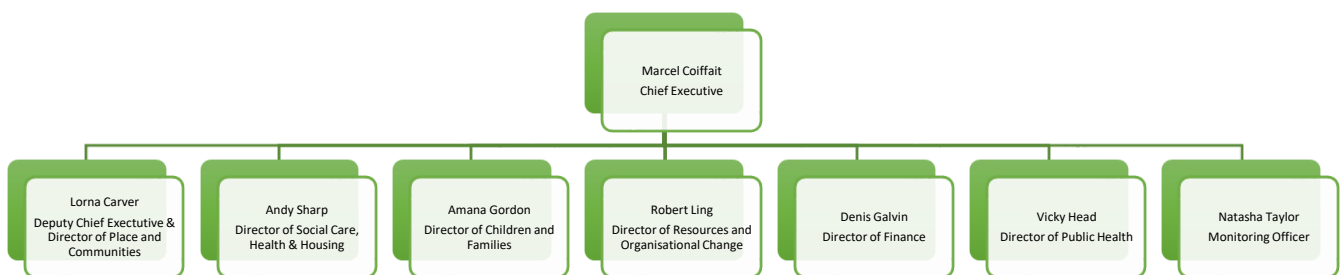 Marcel Coiffait
Chief Executive
Lorna Carver
Deputy Chief Exectutive &
Director of Place and
Communities
Andy Sharp
Director of Social Care,
Health & Housing
Amana Gordon
Director of Children and
Families
Robert Ling
Director of Resources and
Organisational Change
Denis Galvin
Director of Finance
Vicky Head
Director of Public Health
Natasha Taylor
Monitoring Officer